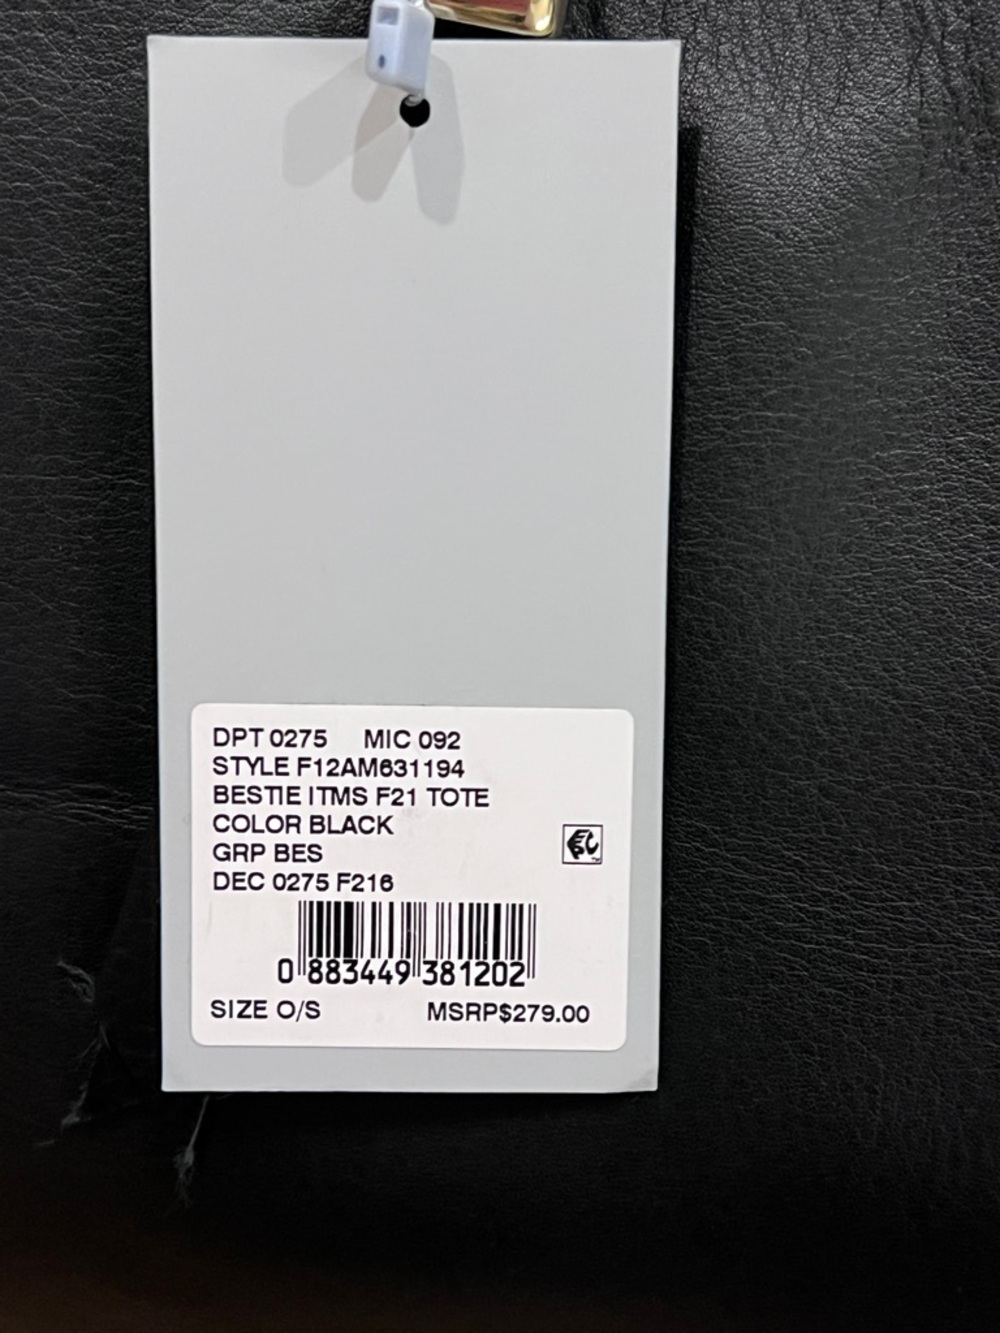 DPT 0275 MIC 092
STYLE F12AM631194
BESTIE ITMS F21 TOTE
COLOR BLACK
GRP BES
DEC 0275 F216
0 883449 381202
SIZE O/S MSRP$279.00